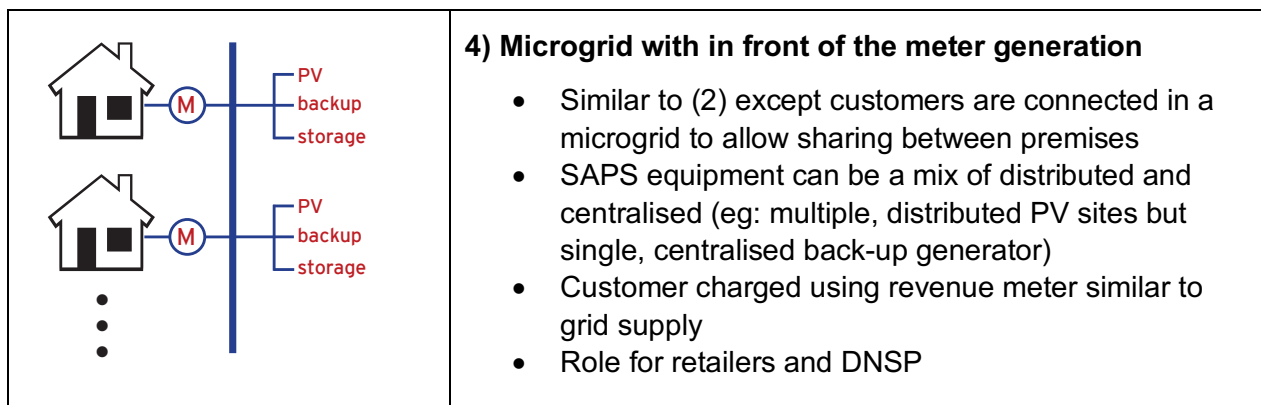 M
PV
backup
storage
M
PV
backup
storage
4) Microgrid with in front of the meter generation
• Similar to (2) except customers are connected in a
microgrid to allow sharing between premises
• SAPS equipment can be a mix of distributed and
centralised (eg: multiple, distributed PV sites but
single, centralised back-up generator)
• Customer charged using revenue meter similar to
grid supply
• Role for retailers and DNSP